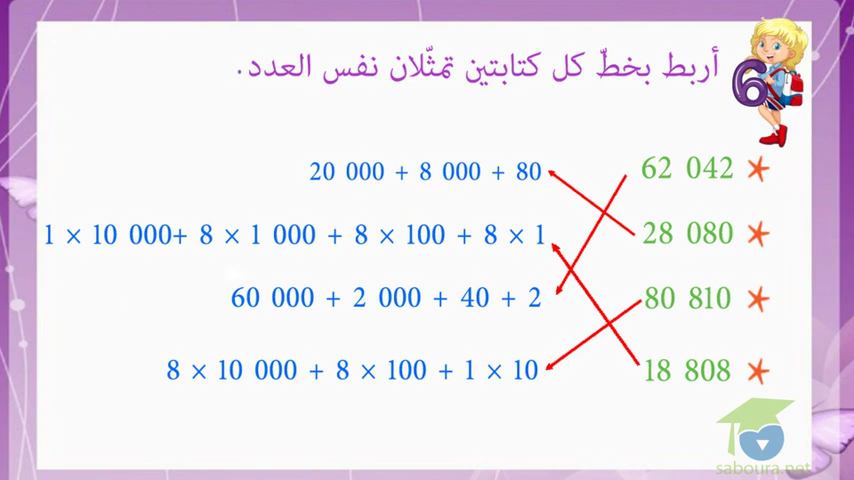 أربط بخطّ كل كتابتين تمثّلان نفس العدد.
6
62 042 20 000 + 8 000 + 80
28 080 1 × 10 000+ 8 × 1 000 + 8 × 100 + 8 × 1
80 810 60 000 + 2 000 + 40 + 2
18 808 8 × 10 000 + 8 × 100 + 1 × 10
saboura.net